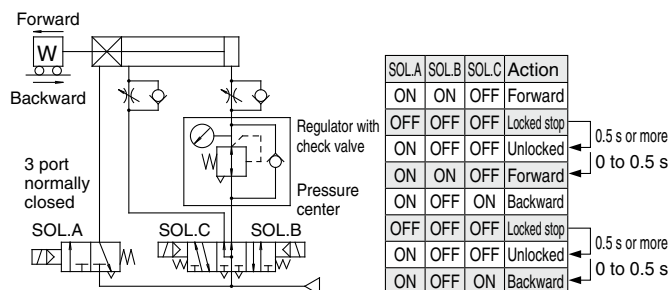 Forward
W
Backward
Regulator with
check valve
3 port
normally
closed
Pressure
center
SOL.A
SOL.C
SOL.B
SOL.A SOL.B SOL.C Action
ON ON OFF Forward
OFF OFF OFF Locked stop
0.5 s or more
ON OFF OFF Unlocked
0 to 0.5 s
ON ON OFF Forward
ON OFF ON Backward
OFF OFF OFF Locked stop
0.5 s or more
ON OFF OFF Unlocked
0 to 0.5 s
ON OFF ON Backward